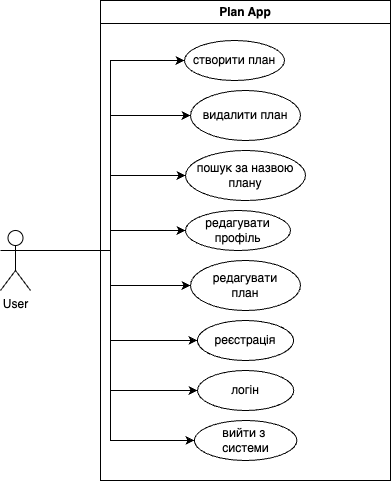 Plan App
створити план
видалити план
пошук за назвою
плану
редагувати
профіль
User
редагувати
план
реєстрація
логін
вийти з
системи